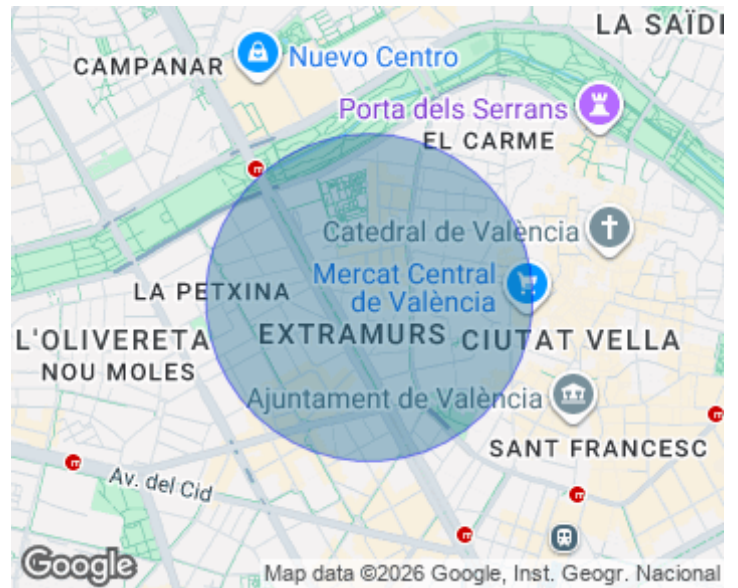 LA SAÏDI
CAMPANAR
Nuevo Centro
Porta dels Serrans
EL CARME
Catedral de València
Mercat Central
de València
LA PETXINA
L'OLIVERETA
EXTRAMURS
CIUTAT VELLA
NOU MOLES
Ajuntament de València
SANT FRANCESC
Av. del Cid
Google
Map data ©2026 Google, Inst. Geogr. Nacional